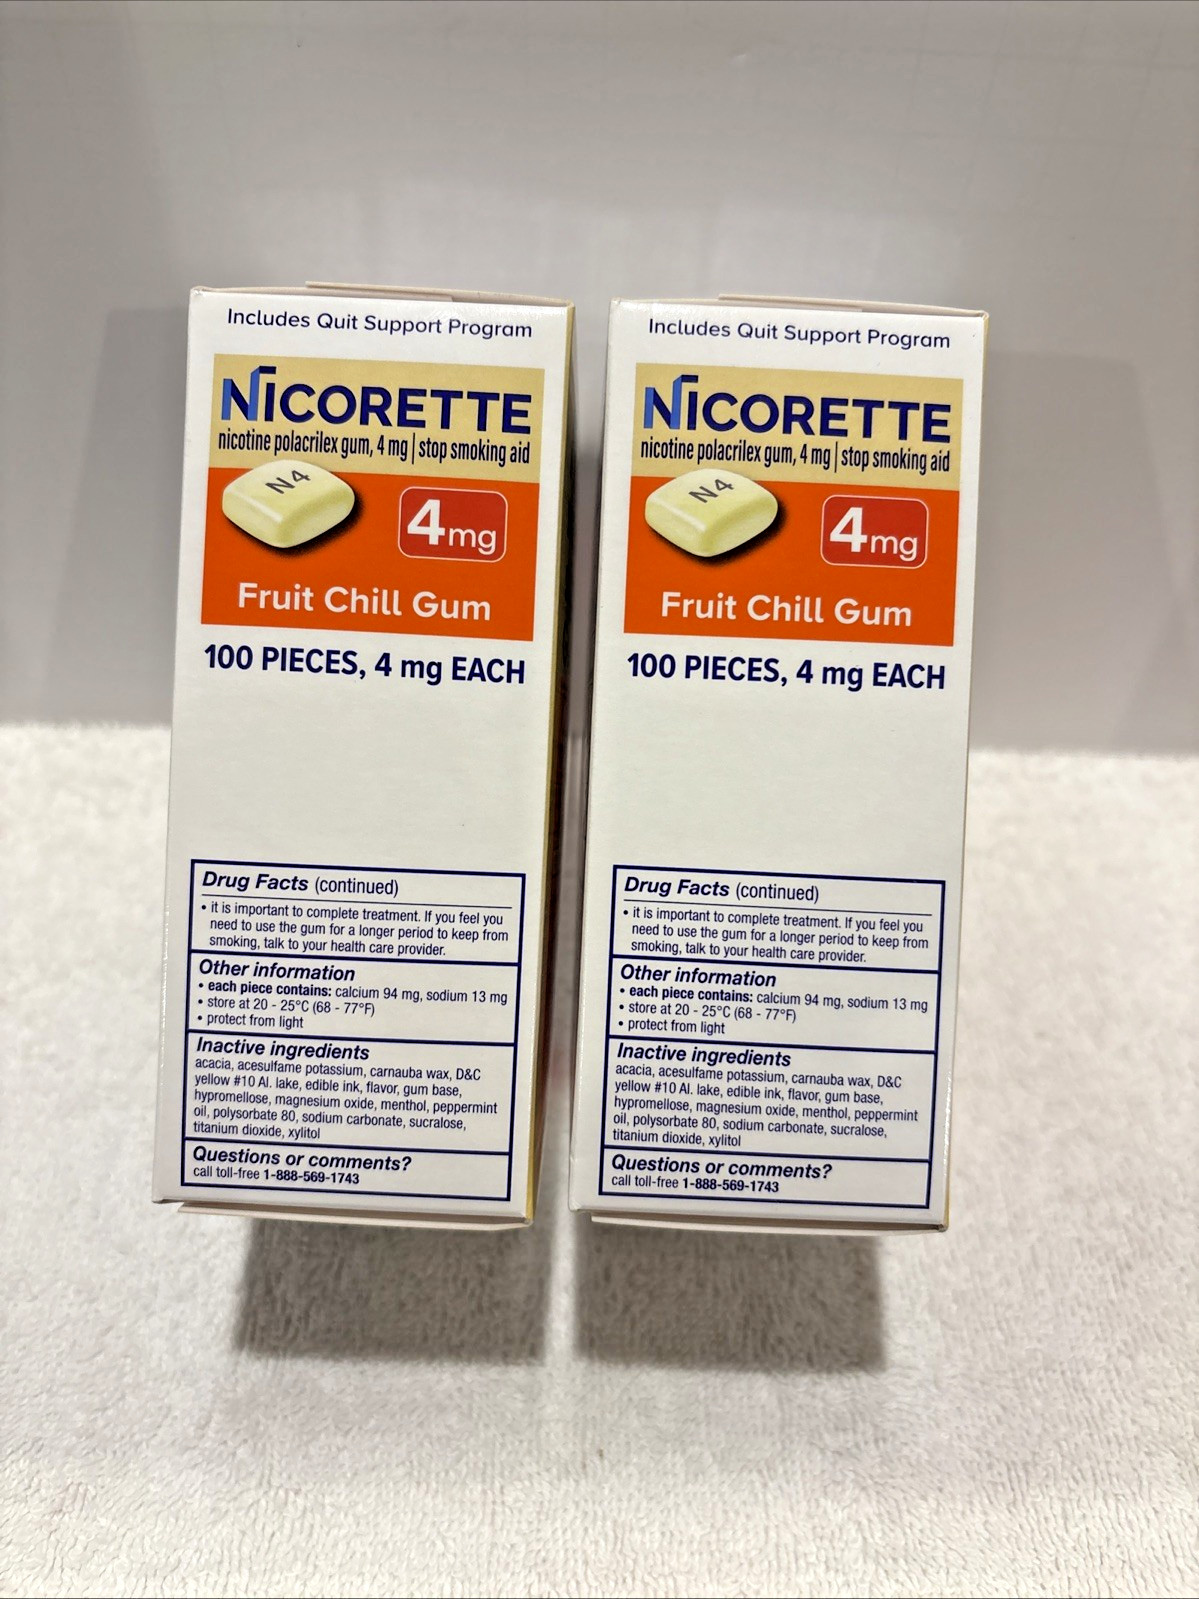 Includes Quit Support Program
NICORETTE
nicotine polacrilex gum, 4 mg | stop smoking aid
N4
4mg
Fruit Chill Gum
100 PIECES, 4 mg EACH
Drug Facts (continued)
• it is important to complete treatment. If you feel you
need to use the gum for a longer period to keep from
smoking, talk to your health care provider.
Other information
• each piece contains: calcium 94 mg, sodium 13 mg
• store at 20 - 25°C (68 - 77°F)
• protect from light
Inactive ingredients
acacia, acesulfame potassium, carnauba wax, D&C
yellow #10 Al. lake, edible ink, flavor, gum base,
hypromellose, magnesium oxide, menthol, peppermint
oil, polysorbate 80, sodium carbonate, sucralose,
titanium dioxide, xylitol
Questions or comments?
call toll-free 1-888-569-1743
Includes Quit Support Program
NICORETTE
nicotine polacrilex gum, 4 mg | stop smoking aid
N4
4mg
Fruit Chill Gum
100 PIECES, 4 mg EACH
Drug Facts (continued)
• it is important to complete treatment. If you feel you
need to use the gum for a longer period to keep from
smoking, talk to your health care provider.
Other information
• each piece contains: calcium 94 mg, sodium 13 mg
• store at 20 - 25°C (68 - 77°F)
• protect from light
Inactive ingredients
acacia, acesulfame potassium, carnauba wax, D&C
yellow #10 Al. lake, edible ink, flavor, gum base,
hypromellose, magnesium oxide, menthol, peppermint
oil, polysorbate 80, sodium carbonate, sucralose,
titanium dioxide, xylitol
Questions or comments?
call toll-free 1-888-569-1743